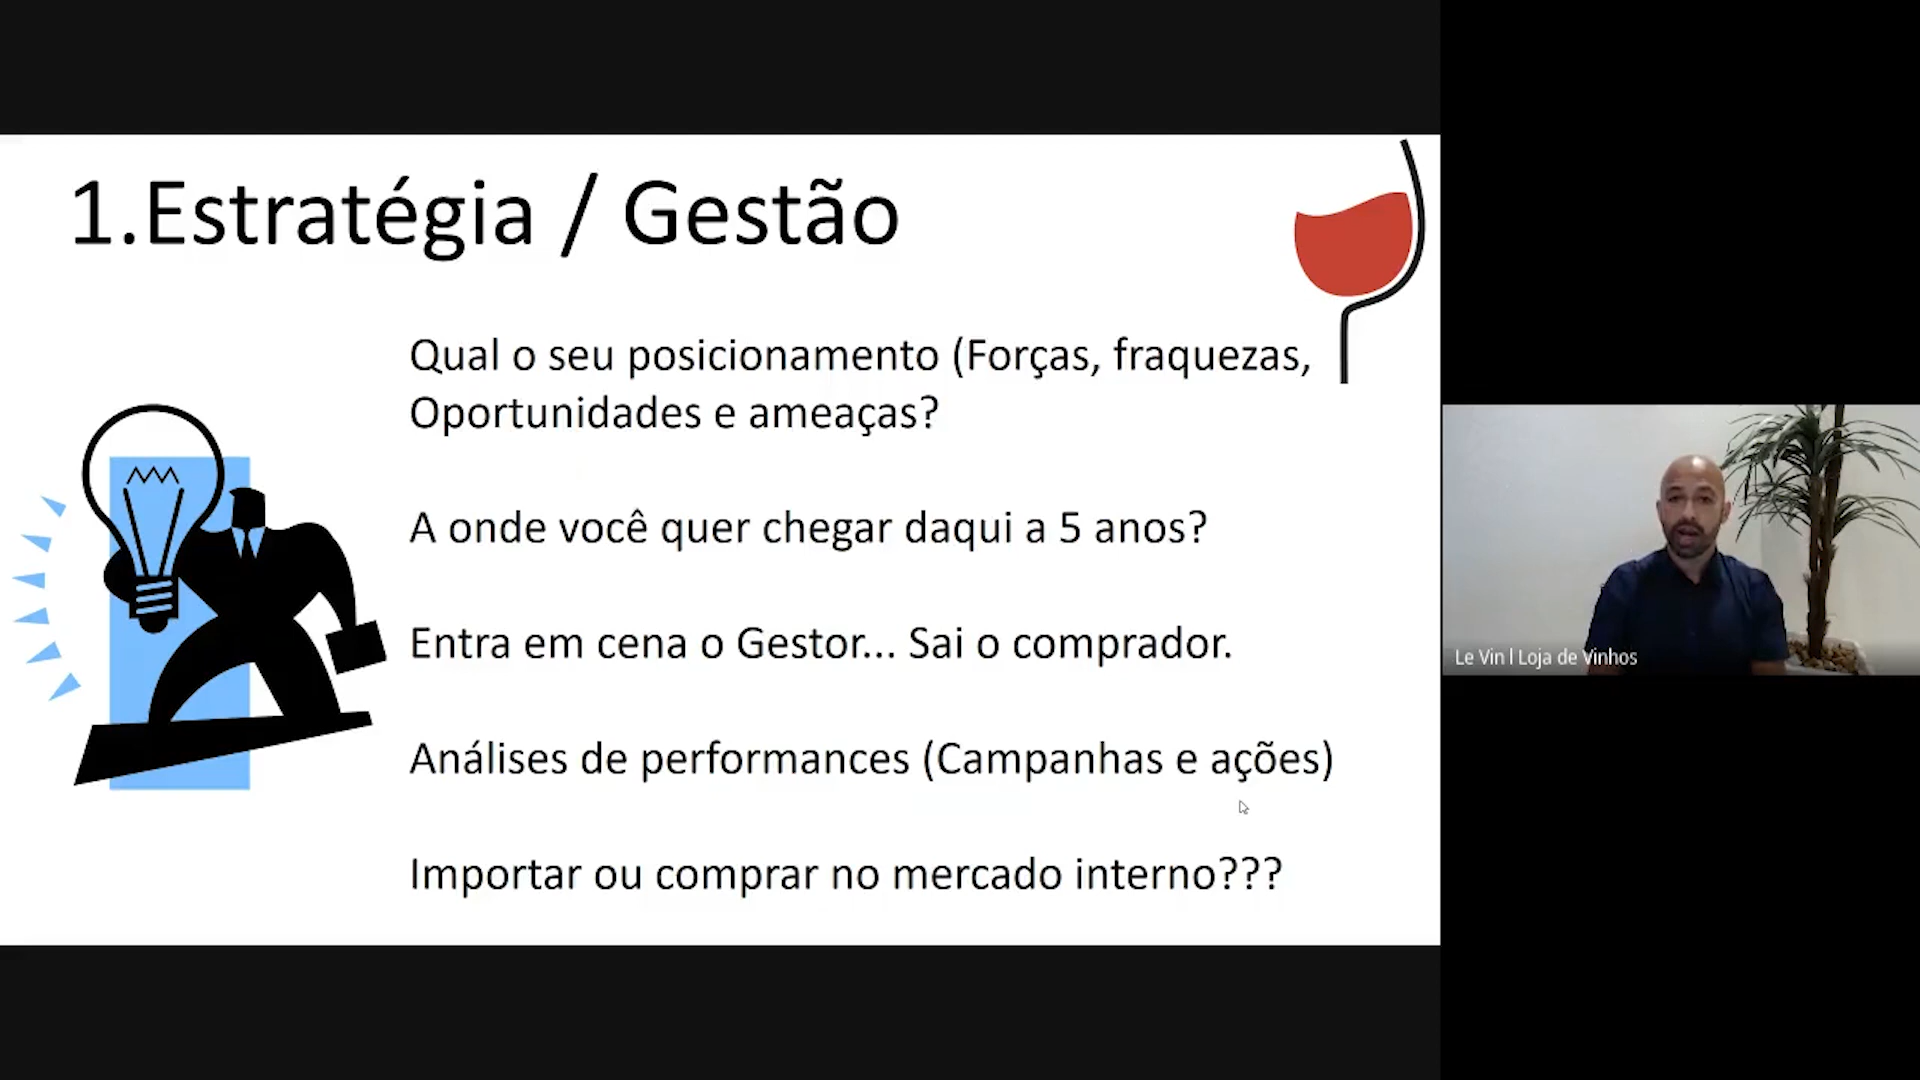 1.Estratégia / Gestão
Qual o seu posicionamento (Forças, fraquezas,
Oportunidades e ameaças?
A onde você quer chegar daqui a 5 anos?
Entra em cena o Gestor... Sai o comprador.
Análises de performances (Campanhas e ações)
Importar ou comprar no mercado interno???
Le Vin l Loja de Vinhos